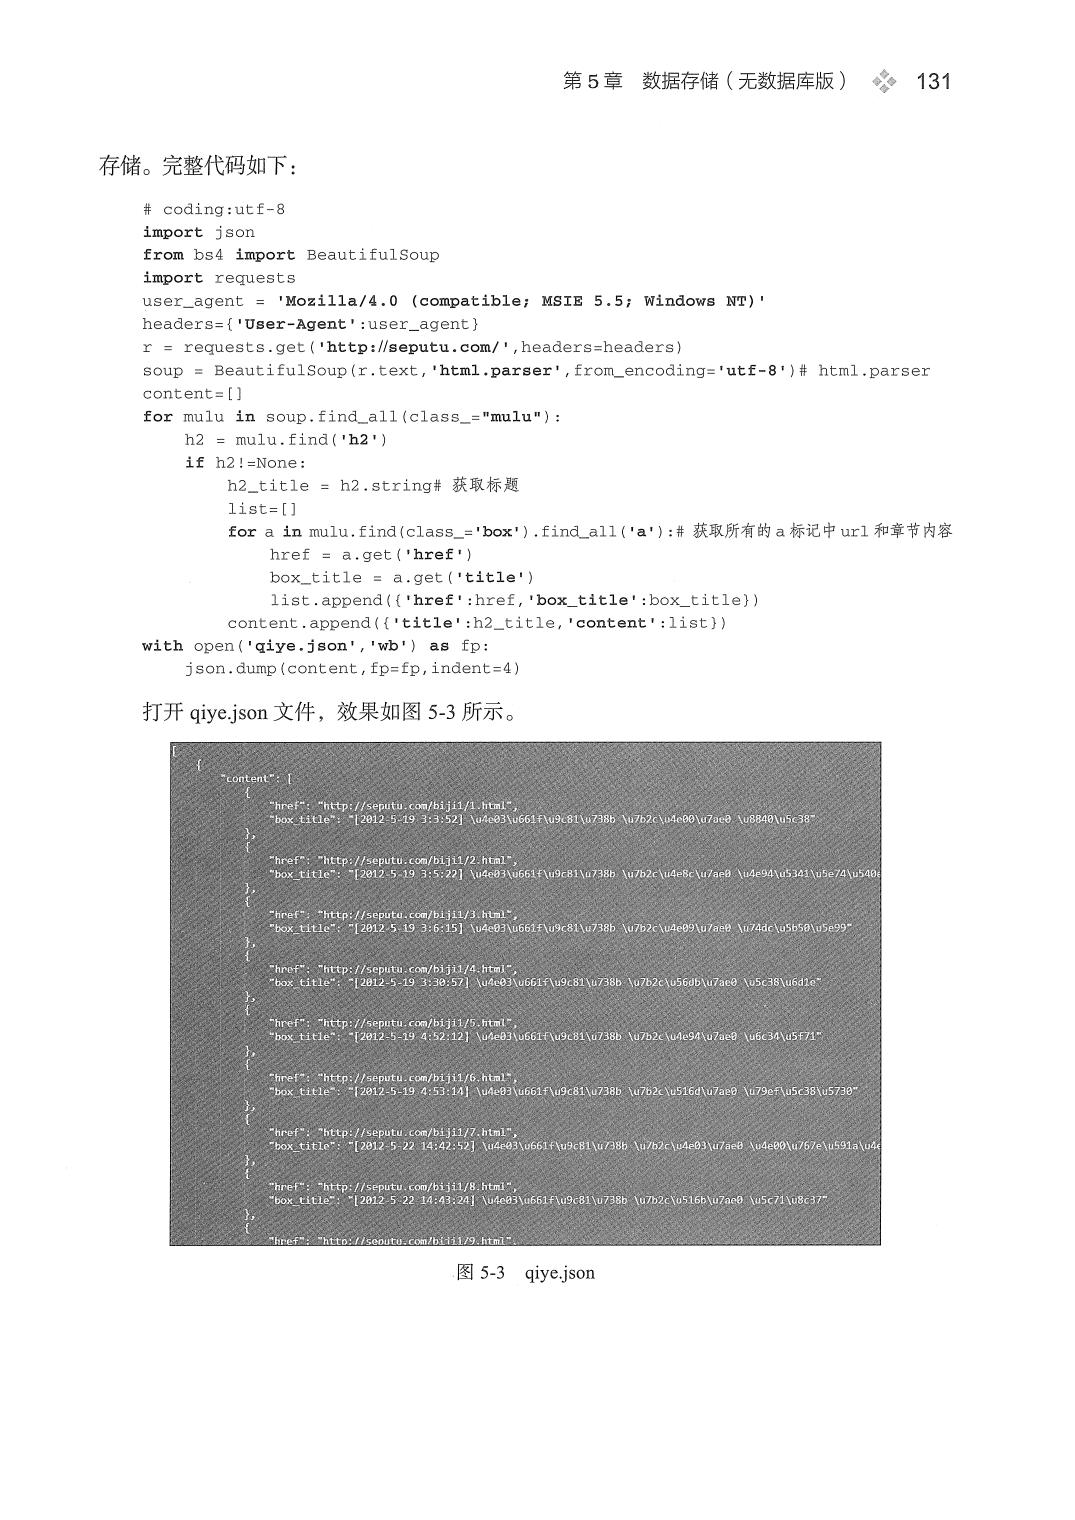 第 5 章　数据存储（无数据库版） 131
存储。完整代码如下：
# coding:utf-8
import json
from bs4 import BeautifulSoup
import requests
user_agent = 'Mozilla/4.0 (compatible; MSIE 5.5; Windows NT)'
headers={'User-Agent':user_agent}
r = requests.get('http://seputu.com/',headers=headers)
soup = BeautifulSoup(r.text,'html.parser',from_encoding='utf-8')# html.parser
content=[]
for mulu in soup.find_all(class_="mulu"):
    h2 = mulu.find('h2')
    if h2!=None:
        h2_title = h2.string# 获取标题
        list=[]
        for a in mulu.find(class_='box').find_all('a'):# 获取所有的 a 标记中 url 和章节内容
            href = a.get('href')
            box_title = a.get('title')
            list.append({'href':href,'box_title':box_title})
        content.append({'title':h2_title,'content':list})
with open('qiye.json','wb') as fp:
    json.dump(content,fp=fp,indent=4)
打开 qiye.json 文件，效果如图 5-3 所示。
[
{
"content": [
{
"href": "http://seputu.com/biji1/1.html",
"box_title": "[2012-5-19 3:3:52] \u4e03\u661f\u9c81\u738b \u7b2c\u4e00\u7ae0 \u8840\u5c38"
},
{
"href": "http://seputu.com/biji1/2.html",
"box_title": "[2012-5-19 3:5:22] \u4e03\u661f\u9c81\u738b \u7b2c\u4e8c\u7ae0 \u4e94\u5341\u5e74\u540e
},
{
"href": "http://seputu.com/biji1/3.html",
"box_title": "[2012-5-19 3:6:15] \u4e03\u661f\u9c81\u738b \u7b2c\u4e09\u7ae0 \u74dc\u5b50\u5e99"
},
{
"href": "http://seputu.com/biji1/4.html",
"box_title": "[2012-5-19 3:30:57] \u4e03\u661f\u9c81\u738b \u7b2c\u56db\u7ae0 \u5c38\u6d1e"
},
{
"href": "http://seputu.com/biji1/5.html",
"box_title": "[2012-5-19 4:52:12] \u4e03\u661f\u9c81\u738b \u7b2c\u4e94\u7ae0 \u6c34\u5f71"
},
{
"href": "http://seputu.com/biji1/6.html",
"box_title": "[2012-5-19 4:53:14] \u4e03\u661f\u9c81\u738b \u7b2c\u516d\u7ae0 \u79ef\u5c38\u5730"
},
{
"href": "http://seputu.com/biji1/7.html",
"box_title": "[2012-5-22 14:42:52] \u4e03\u661f\u9c81\u738b \u7b2c\u4e03\u7ae0 \u4e00\u767e\u591a\u4e
},
{
"href": "http://seputu.com/biji1/8.html",
"box_title": "[2012-5-22 14:43:24] \u4e03\u661f\u9c81\u738b \u7b2c\u516b\u7ae0 \u5c71\u8c37"
},
{
"href": "http://seputu.com/biji1/9.html",
图 5-3　qiye.json